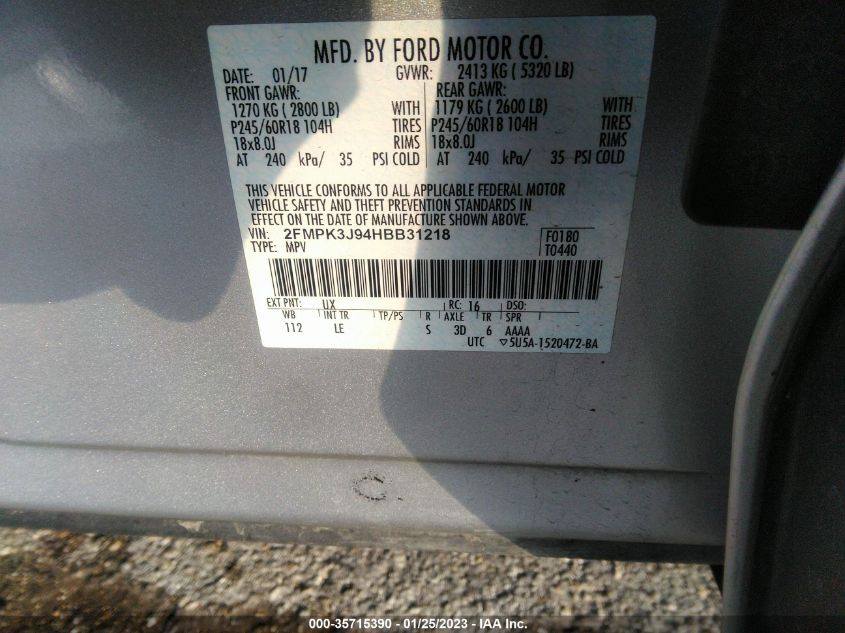 MFD. BY FORD MOTOR CO.
DATE: 01/17 GVWR: 2413 KG ( 5320 LB)
FRONT GAWR: REAR GAWR:
1270 KG ( 2800 LB) WITH 1179 KG ( 2600 LB) WITH
P245/60R18 104H TIRES P245/60R18 104H TIRES
18x8.0J RIMS 18x8.0J RIMS
AT 240 kPa/ 35 PSI COLD AT 240 kPa/ 35 PSI COLD
THIS VEHICLE CONFORMS TO ALL APPLICABLE FEDERAL MOTOR
VEHICLE SAFETY AND THEFT PREVENTION STANDARDS IN
EFFECT ON THE DATE OF MANUFACTURE SHOWN ABOVE.
VIN: 2FMPK3J94HBB31218 F0180
TYPE: MPV T0440
EXT PNT: UX RC: 16 DSO:
WB INT TR TP/PS R AXLE TR SPR
112 LE S 3D 6 AAAA
UTC ▽5U5A-1520472-BA
000-35715390 - 01/25/2023 - IAA Inc.